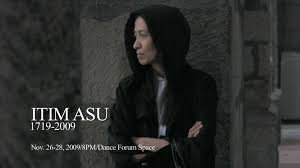 ITIM ASU
1719-2009
Nov. 26-28, 2009/8PM/Dance Forum Space